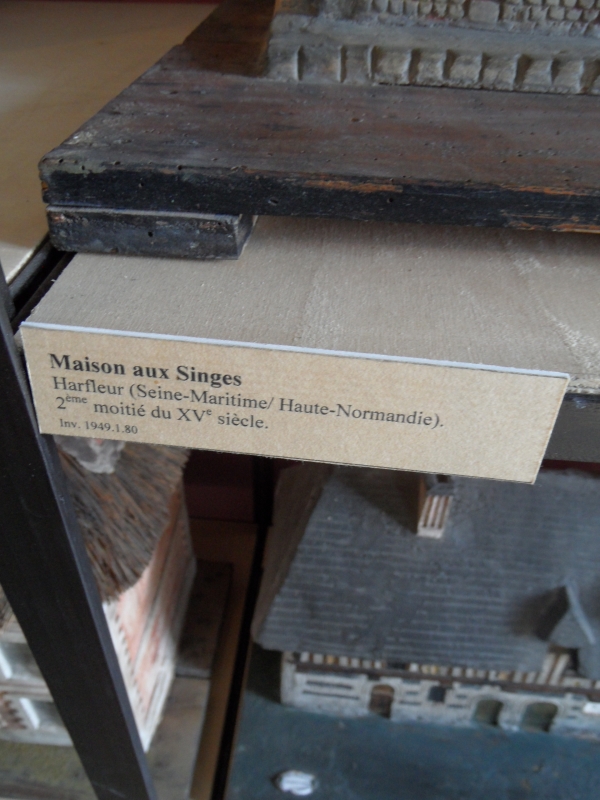 Maison aux Singes
Harfleur (Seine-Maritime/ Haute-Normandie).
2ème moitié du XVe siècle.
Inv. 1949.1.80